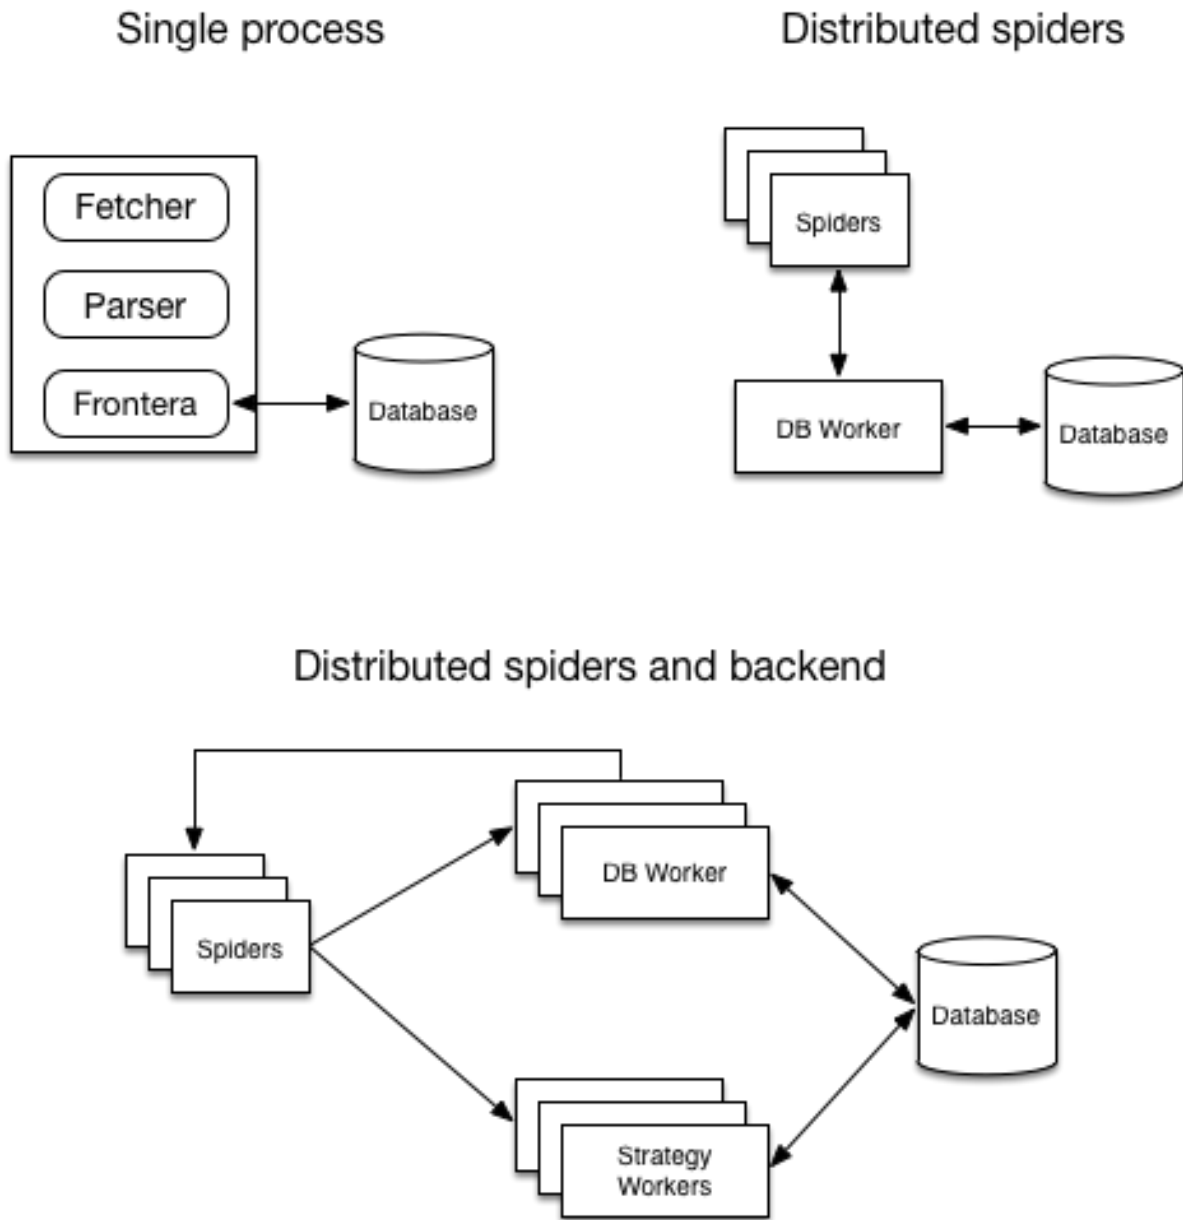 Single process
Distributed spiders
Fetcher
Parser
Frontera
Database
Spiders
DB Worker
Database
Distributed spiders and backend
DB Worker
Spiders
Database
Strategy
Workers